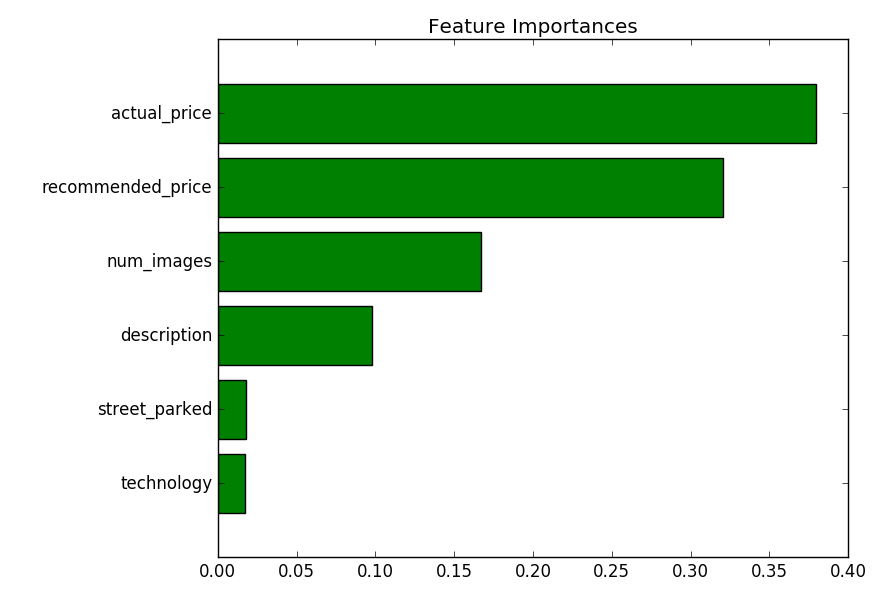 Feature Importances
actual_price
recommended_price
num_images
description
street_parked
technology
0.00 0.05 0.10 0.15 0.20 0.25 0.30 0.35 0.40